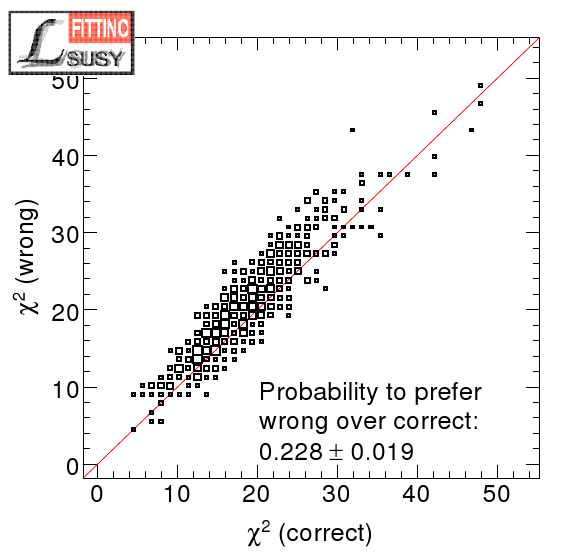 L FITTINO
SUSY
50
40
30
20
10
0
χ² (wrong)
Probability to prefer
wrong over correct:
0.228 ± 0.019
0 10 20 30 40 50
χ² (correct)